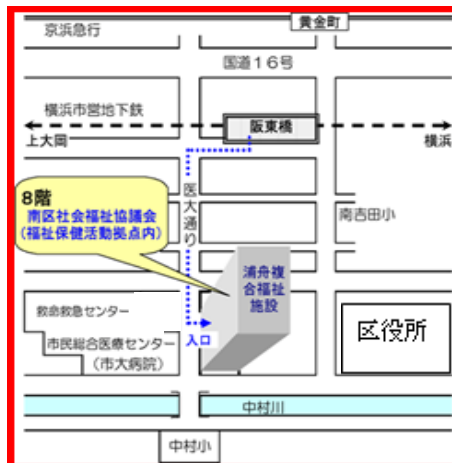 黄金町
京浜急行
国道16号
横浜市営地下鉄
阪東橋
上大岡
横浜
医大通り
8階
南区社会福祉協議会
(福祉保健活動拠点内)
南吉田小
浦舟複
合福祉
施設
救命救急センター
入口
区役所
市民総合医療センター
(市大病院)
中村川
中村小